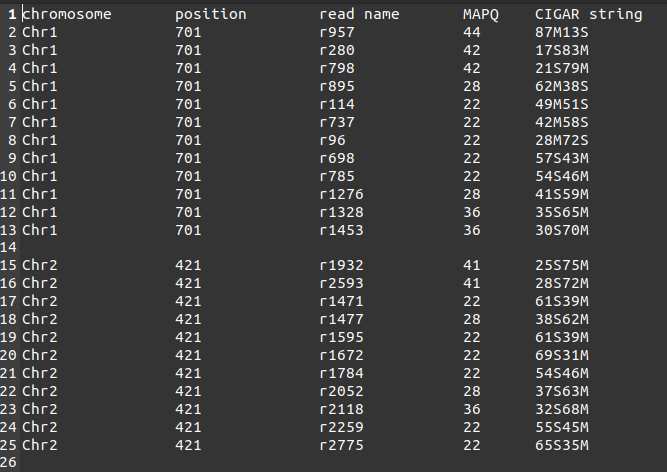 1 chromosome position read name MAPQ CIGAR string
2 Chr1 701 r957 44 87M13S
3 Chr1 701 r280 42 17S83M
4 Chr1 701 r798 42 21S79M
5 Chr1 701 r895 28 62M38S
6 Chr1 701 r114 22 49M51S
7 Chr1 701 r737 22 42M58S
8 Chr1 701 r96 22 28M72S
9 Chr1 701 r698 22 57S43M
10 Chr1 701 r785 22 54S46M
11 Chr1 701 r1276 28 41S59M
12 Chr1 701 r1328 36 35S65M
13 Chr1 701 r1453 36 30S70M
14
15 Chr2 421 r1932 41 25S75M
16 Chr2 421 r2593 41 28S72M
17 Chr2 421 r1471 22 61S39M
18 Chr2 421 r1477 28 38S62M
19 Chr2 421 r1595 22 61S39M
20 Chr2 421 r1672 22 69S31M
21 Chr2 421 r1784 22 54S46M
22 Chr2 421 r2052 28 37S63M
23 Chr2 421 r2118 36 32S68M
24 Chr2 421 r2259 22 55S45M
25 Chr2 421 r2775 22 65S35M
26